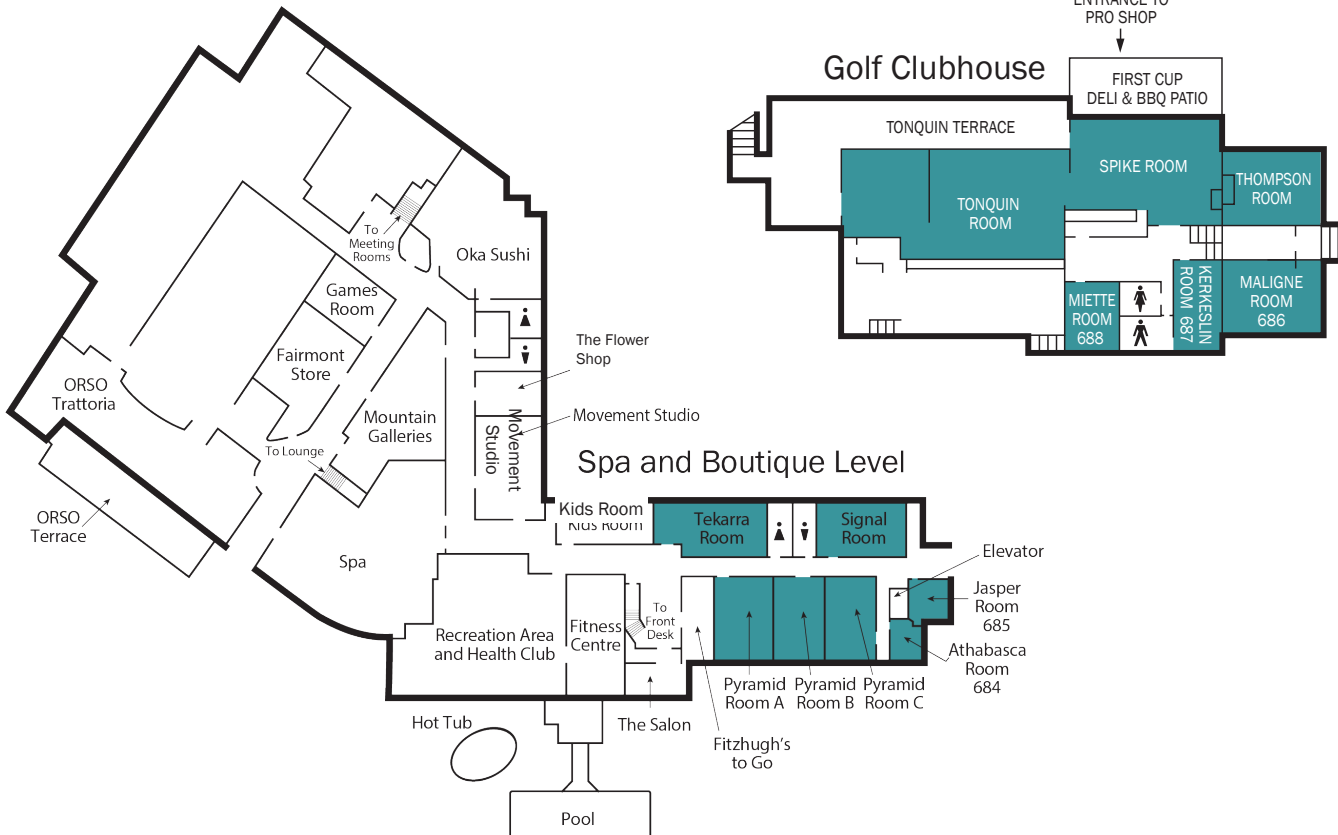 ENTRANCE TO
PRO SHOP
Golf Clubhouse
FIRST CUP
DELI & BBQ PATIO
TONQUIN TERRACE
SPIKE ROOM
THOMPSON
ROOM
TONQUIN
ROOM
MIETTE
ROOM
688
KERKESLIN
ROOM 687
MALIGNE
ROOM
686
To
Meeting
Rooms
Oka Sushi
Games
Room
Fairmont
Store
The Flower
Shop
ORSO
Trattoria
Mountain
Galleries
Movement
Studio
Movement Studio
To Lounge
Spa and Boutique Level
ORSO
Terrace
Kids Room
Kids Room
Tekarra
Room
Signal
Room
Elevator
Spa
Jasper
Room
685
To
Front
Desk
Recreation Area
and Health Club
Fitness
Centre
Athabasca
Room
684
Pyramid
Room A
Pyramid
Room B
Pyramid
Room C
Hot Tub
The Salon
Fitzhugh's
to Go
Pool